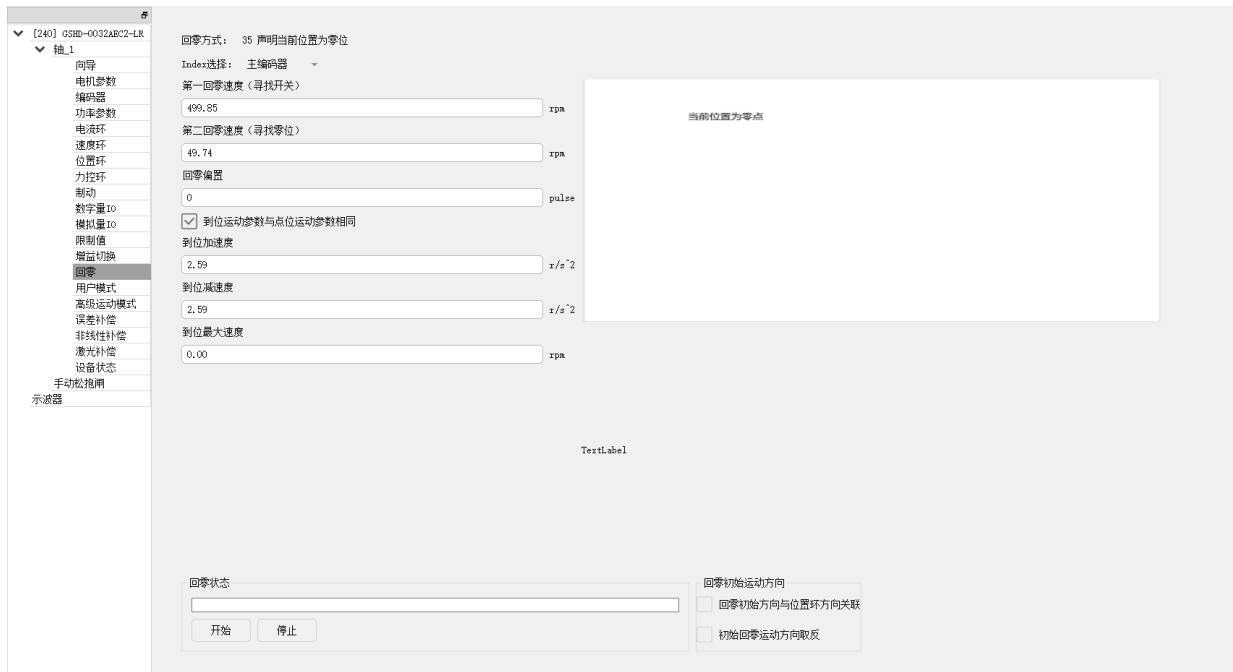 [240] GSHD-0032AEC2-LR
轴_1
向导
电机参数
编码器
功率参数
电流环
速度环
位置环
力控环
制动
数字量IO
模拟量IO
限制值
增益切换
回零
用户模式
高级运动模式
误差补偿
非线性补偿
激光补偿
设备状态
手动松抱闸
示波器
回零方式： 35 声明当前位置为零位
Index选择： 主编码器
第一回零速度（寻找开关）
499.85 rpm
第二回零速度（寻找零位）
49.74 rpm
回零偏置
0 pulse
到位运动参数与点位运动参数相同
到位加速度
2.59 r/s^2
到位减速度
2.59 r/s^2
到位最大速度
0.00 rpm
当前位置为零点
TextLabel
回零状态
开始 停止
回零初始运动方向
回零初始方向与位置环方向关联
初始回零运动方向取反